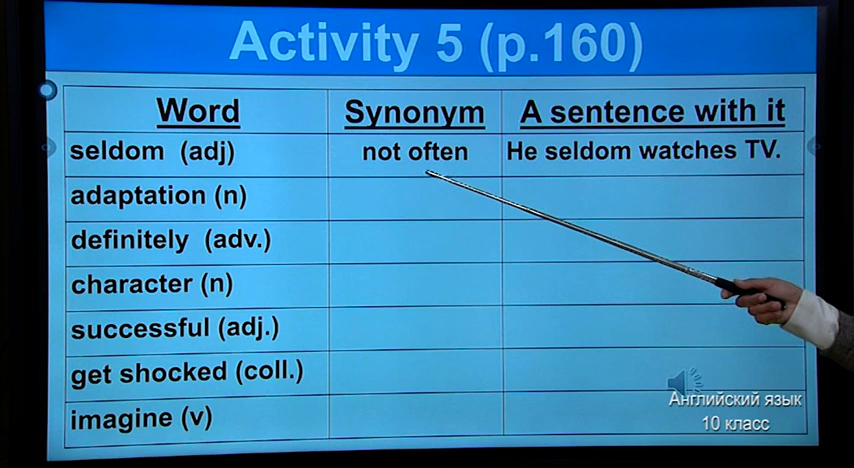 Activity 5 (p.160)
Word Synonym A sentence with it
seldom (adj) not often He seldom watches TV.
adaptation (n)
definitely (adv.)
character (n)
successful (adj.)
get shocked (coll.)
imagine (v)
Английский язык
10 класс